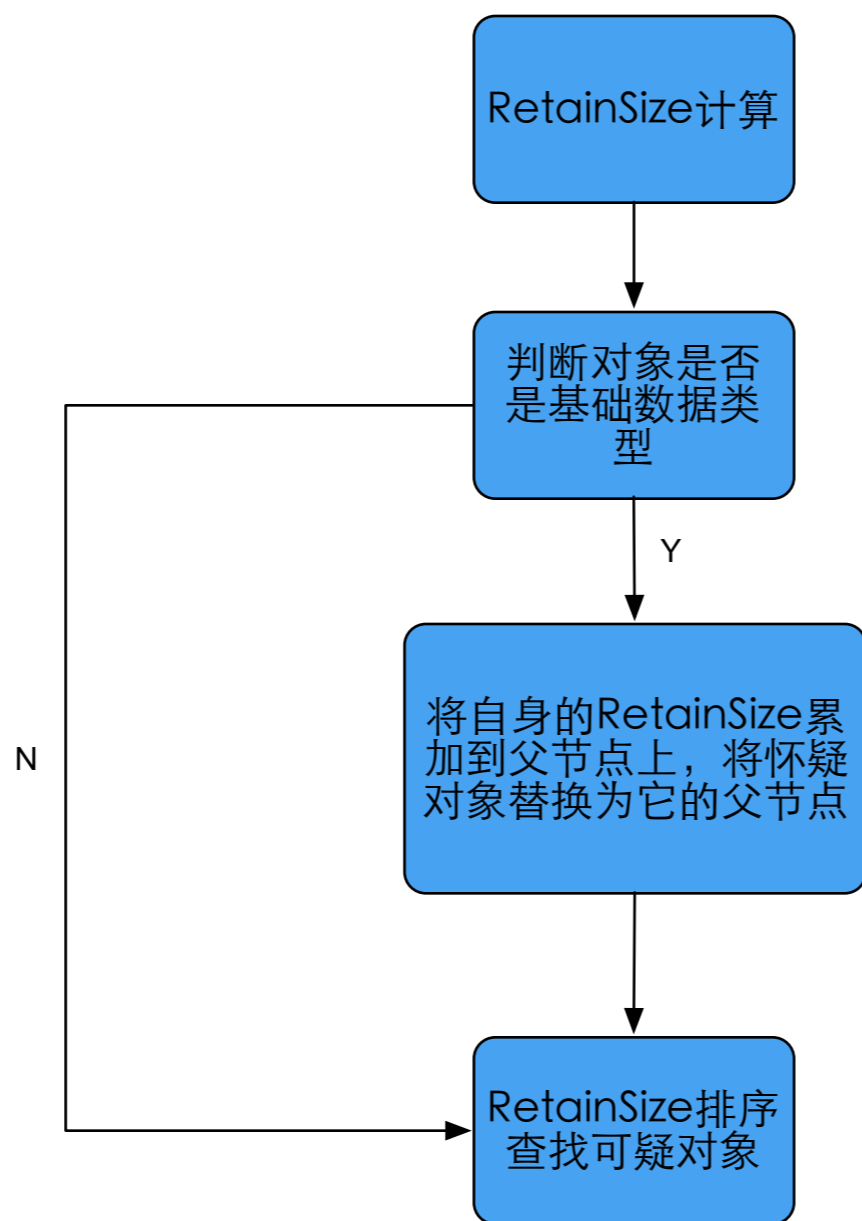 RetainSize计算
判断对象是否
是基础数据类
型
Y
将自身的RetainSize累
加到父节点上，将怀疑
对象替换为它的父节点
N
RetainSize排序
查找可疑对象